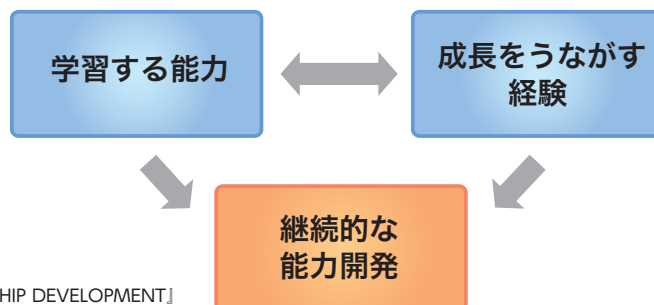 学習する能力
成長をうながす
経験
継続的な
能力開発
HIP DEVELOPMENT』